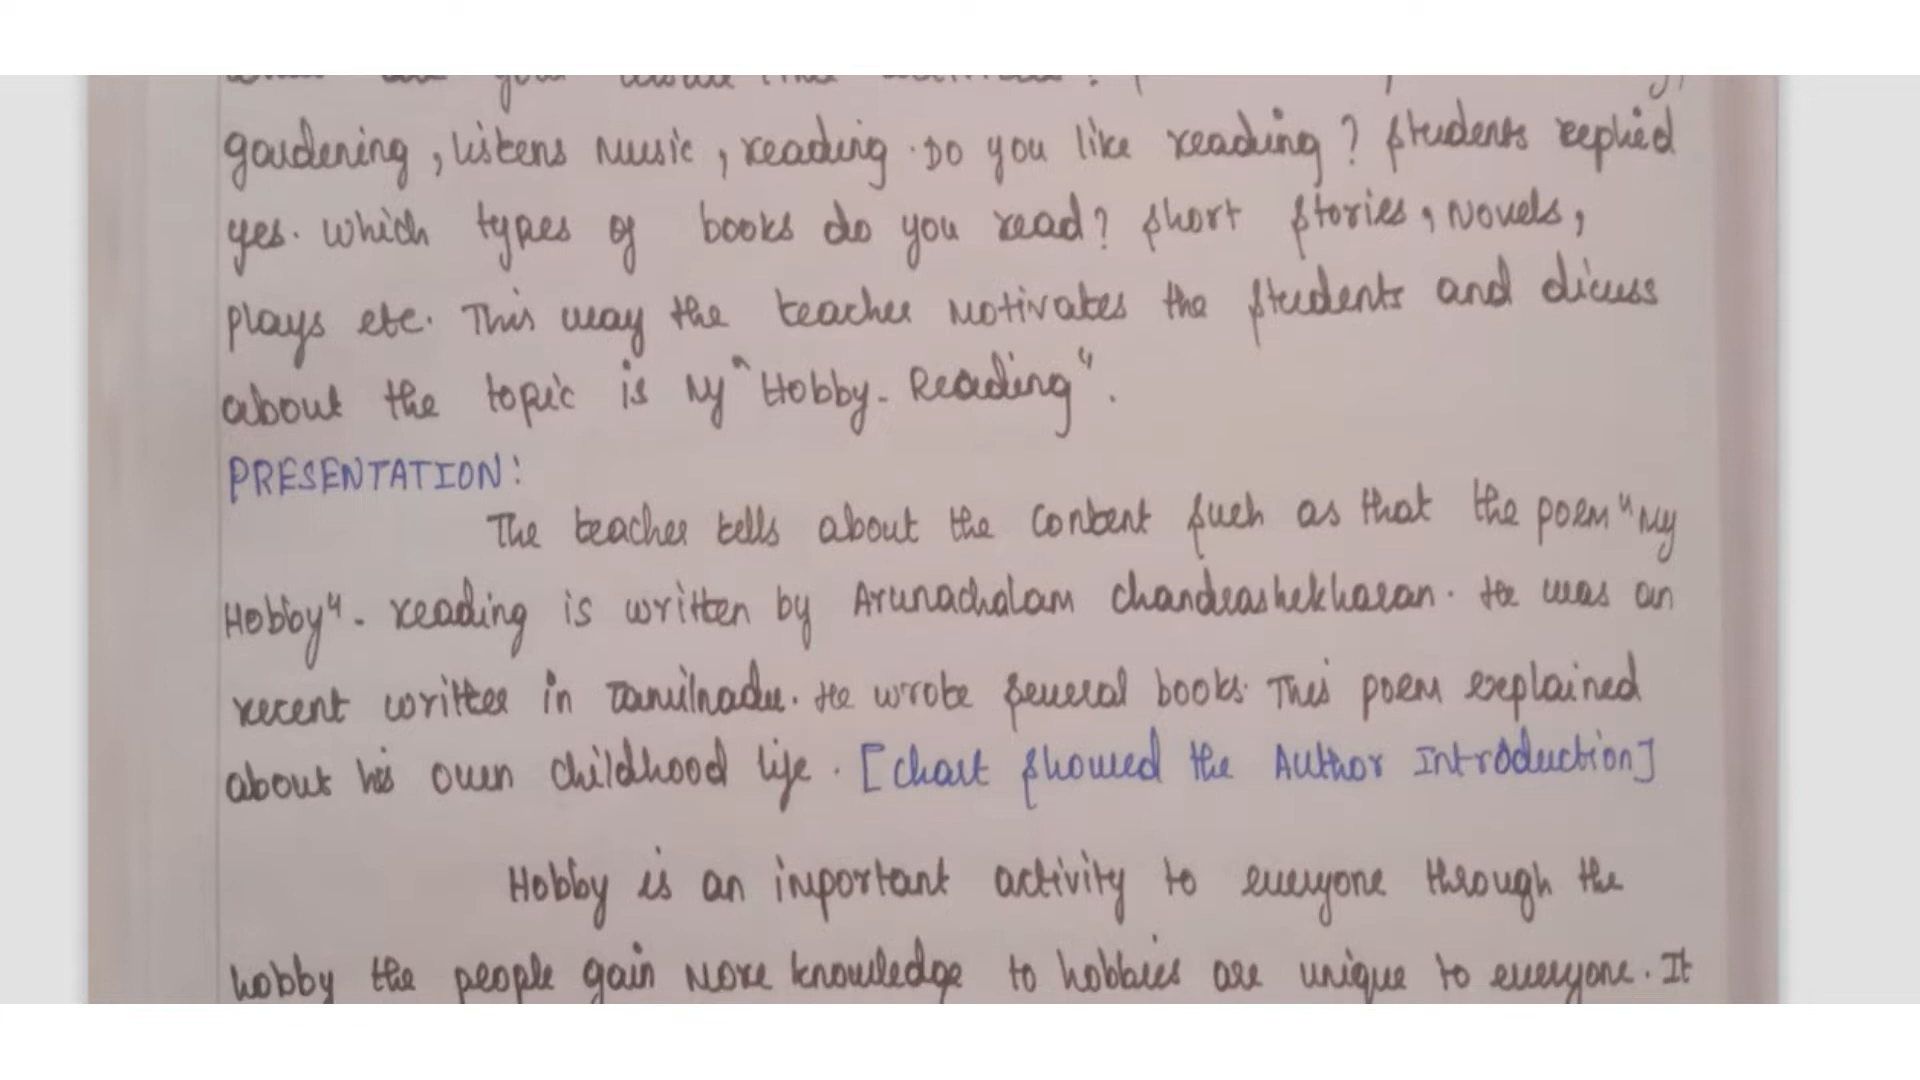 gardening, listens music, reading. Do you like reading? Students replied
yes. which types of books do you read? short stories, Novels,
plays etc. This way the teacher motivates the students and dicuss
about the topic is My "Hobby - Reading".
PRESENTATION:
The teacher tells about the content such as that the poem "My
Hobby" - reading is written by Arunachalam chandrashekharan. He was an
recent writter in Tamilnadu. He wrote several books. This poem explained
about his own childhood life. [chart showed the Author Introduction]
Hobby is an important activity to everyone through the
hobby the people gain more knowledge to hobbies are unique to everyone. It